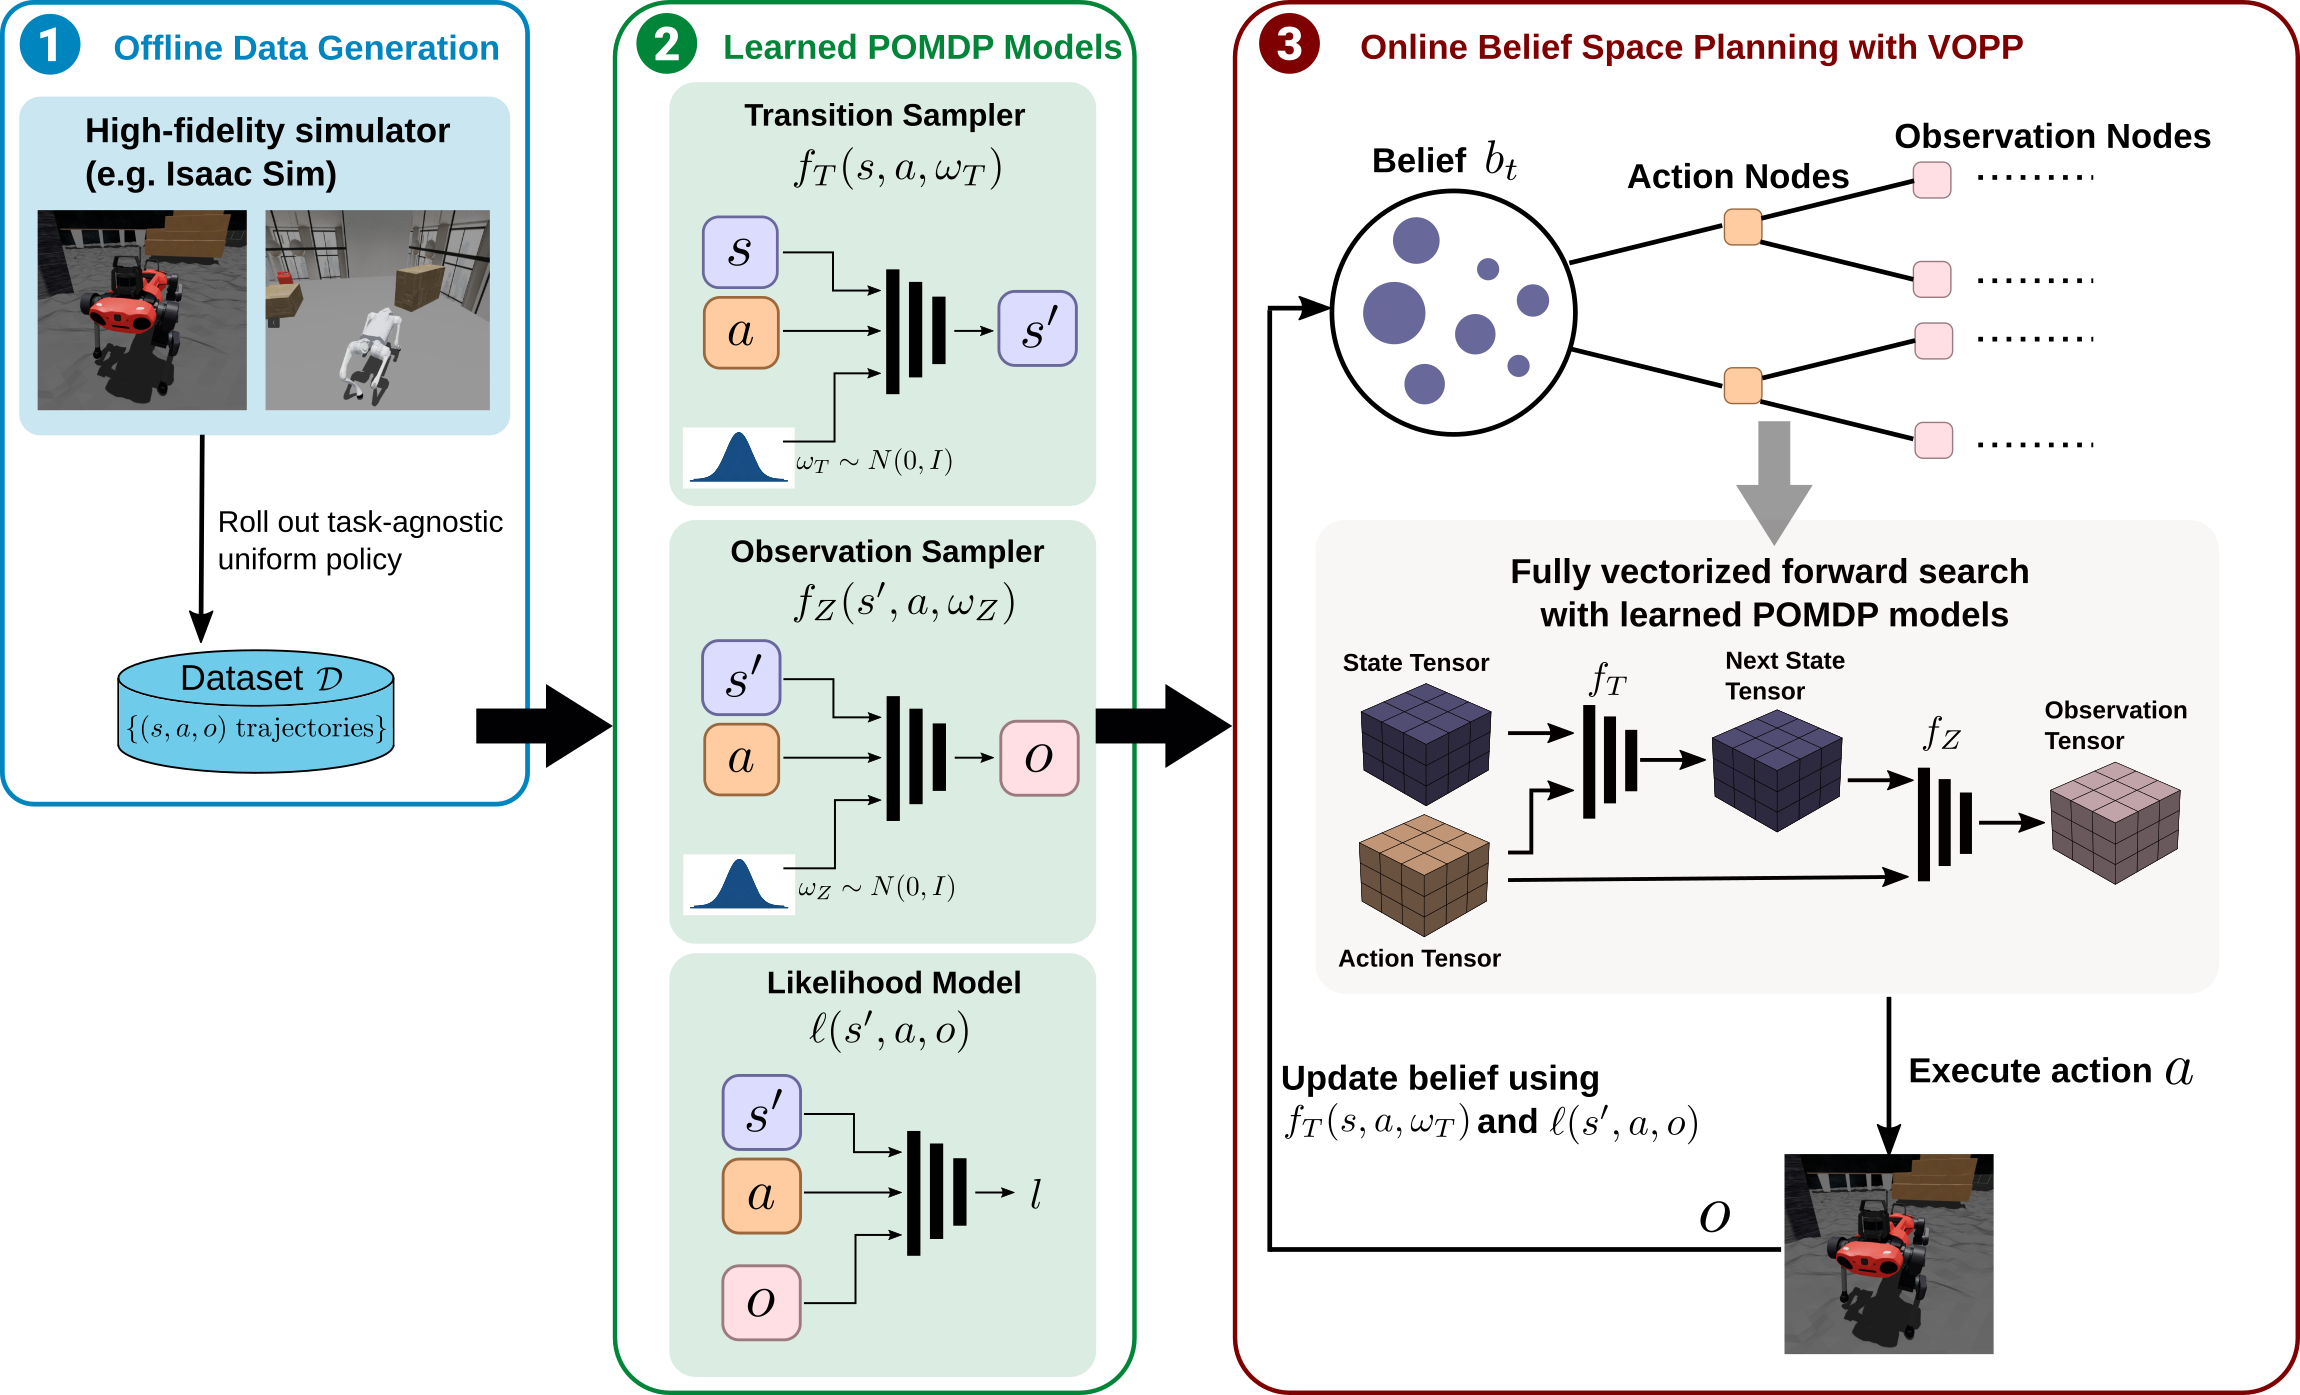 1 Offline Data Generation
High-fidelity simulator
(e.g. Isaac Sim)
Roll out task-agnostic
uniform policy
Dataset 𝒟
{(s, a, o) trajectories}
2 Learned POMDP Models
Transition Sampler
f_T(s, a, ω_T)
s
a
s′
ω_T ∼ N(0, I)
Observation Sampler
f_Z(s′, a, ω_Z)
s′
a
o
ω_Z ∼ N(0, I)
Likelihood Model
ℓ(s′, a, o)
s′
a
l
o
3 Online Belief Space Planning with VOPP
Belief b_t
Action Nodes
Observation Nodes
Fully vectorized forward search
with learned POMDP models
State Tensor
f_T
Next State
Tensor
f_Z
Observation
Tensor
Action Tensor
Execute action a
Update belief using
f_T(s, a, ω_T) and ℓ(s′, a, o)
o